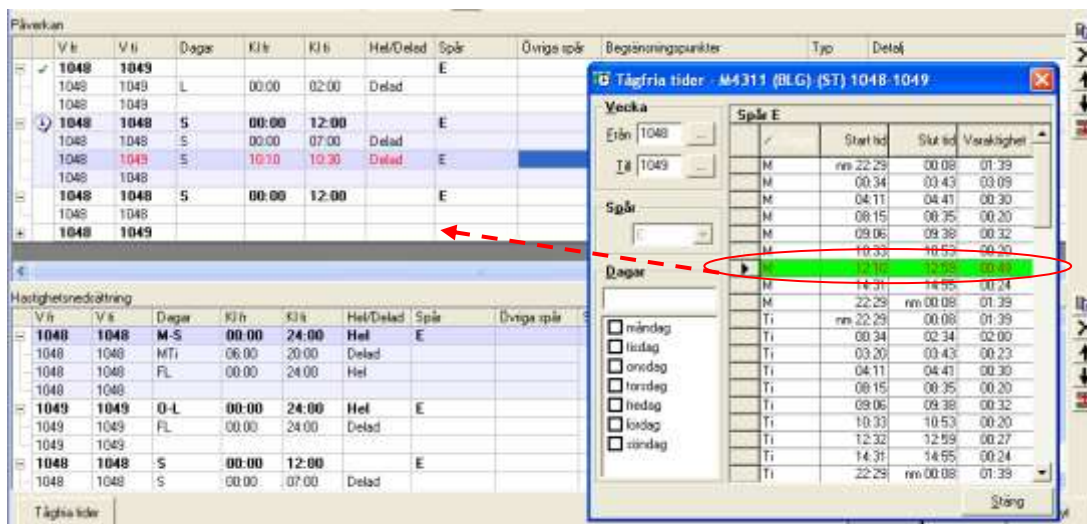 Påverkan
V fr V ti Dagar Kl fr Kl ti Hel/Delad Spår Övriga spår Begränsningspunkter Typ Detalj
1048 1049 E
1048 1049 L 00:00 02:00 Delad
1048 1049
1048 1048 S 00:00 12:00 E
1048 1048 S 00:00 07:00 Delad
1048 1049 S 10:10 10:30 Delad E
1048 1048
1048 1048 S 00:00 12:00 E
1048 1048
1048 1049
Hastighetsnedsättning
V fr V ti Dagar Kl fr Kl ti Hel/Delad Spår Övriga spår
1048 1048 M-S 00:00 24:00 Hel E
1048 1048 MTi 06:00 20:00 Delad
1048 1048 FL 00:00 24:00 Hel
1048 1048
1049 1049 O-L 00:00 24:00 Hel E
1049 1049 FL 00:00 24:00 Delad
1049 1049
1048 1048 S 00:00 12:00 E
1048 1048 S 00:00 07:00 Delad
Tågfria tider
Tågfria tider - M4311 (BLG) (ST) 1048-1049
Vecka
Från 1048 ...
Till 1049 ...
Spår
E
Dagar
måndag
tisdag
onsdag
torsdag
fredag
lördag
söndag
Spår E
Start tid Slut tid Varaktighet
M nm 22:29 00:08 01:39
M 00:34 03:43 03:09
M 04:11 04:41 00:30
M 08:15 08:35 00:20
M 09:06 09:38 00:32
M 10:33 10:53 00:20
M 12:10 12:59 00:49
M 14:31 14:55 00:24
M 22:29 nm 00:08 01:39
Ti nm 22:29 00:08 01:39
Ti 00:34 02:34 02:00
Ti 03:20 03:43 00:23
Ti 04:11 04:41 00:30
Ti 08:15 08:35 00:20
Ti 09:06 09:38 00:32
Ti 10:33 10:53 00:20
Ti 12:32 12:59 00:27
Ti 14:31 14:55 00:24
Ti 22:29 nm 00:08 01:39
Stäng